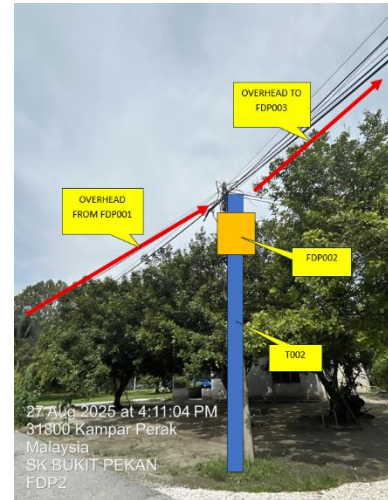 OVERHEAD TO
FDP003
OVERHEAD
FROM FDP001
FDP002
T002
27 Aug 2025 at 4:11:04 PM
31800 Kampar Perak
Malaysia
SK BUKIT PEKAN
FDP2